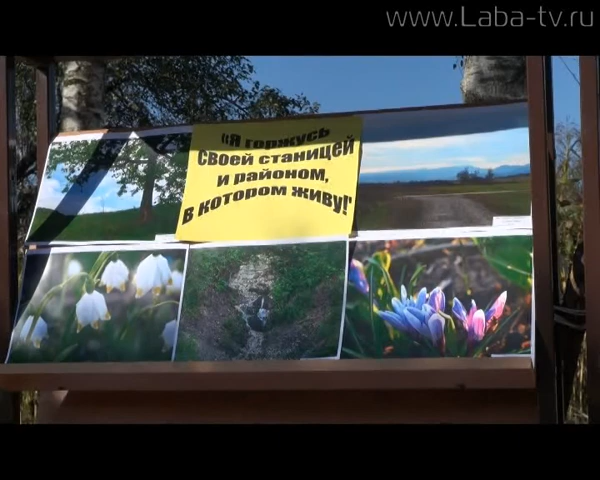 www.Laba-tv.ru
«Я горжусь
своей станицей
и районом,
в котором живу!"